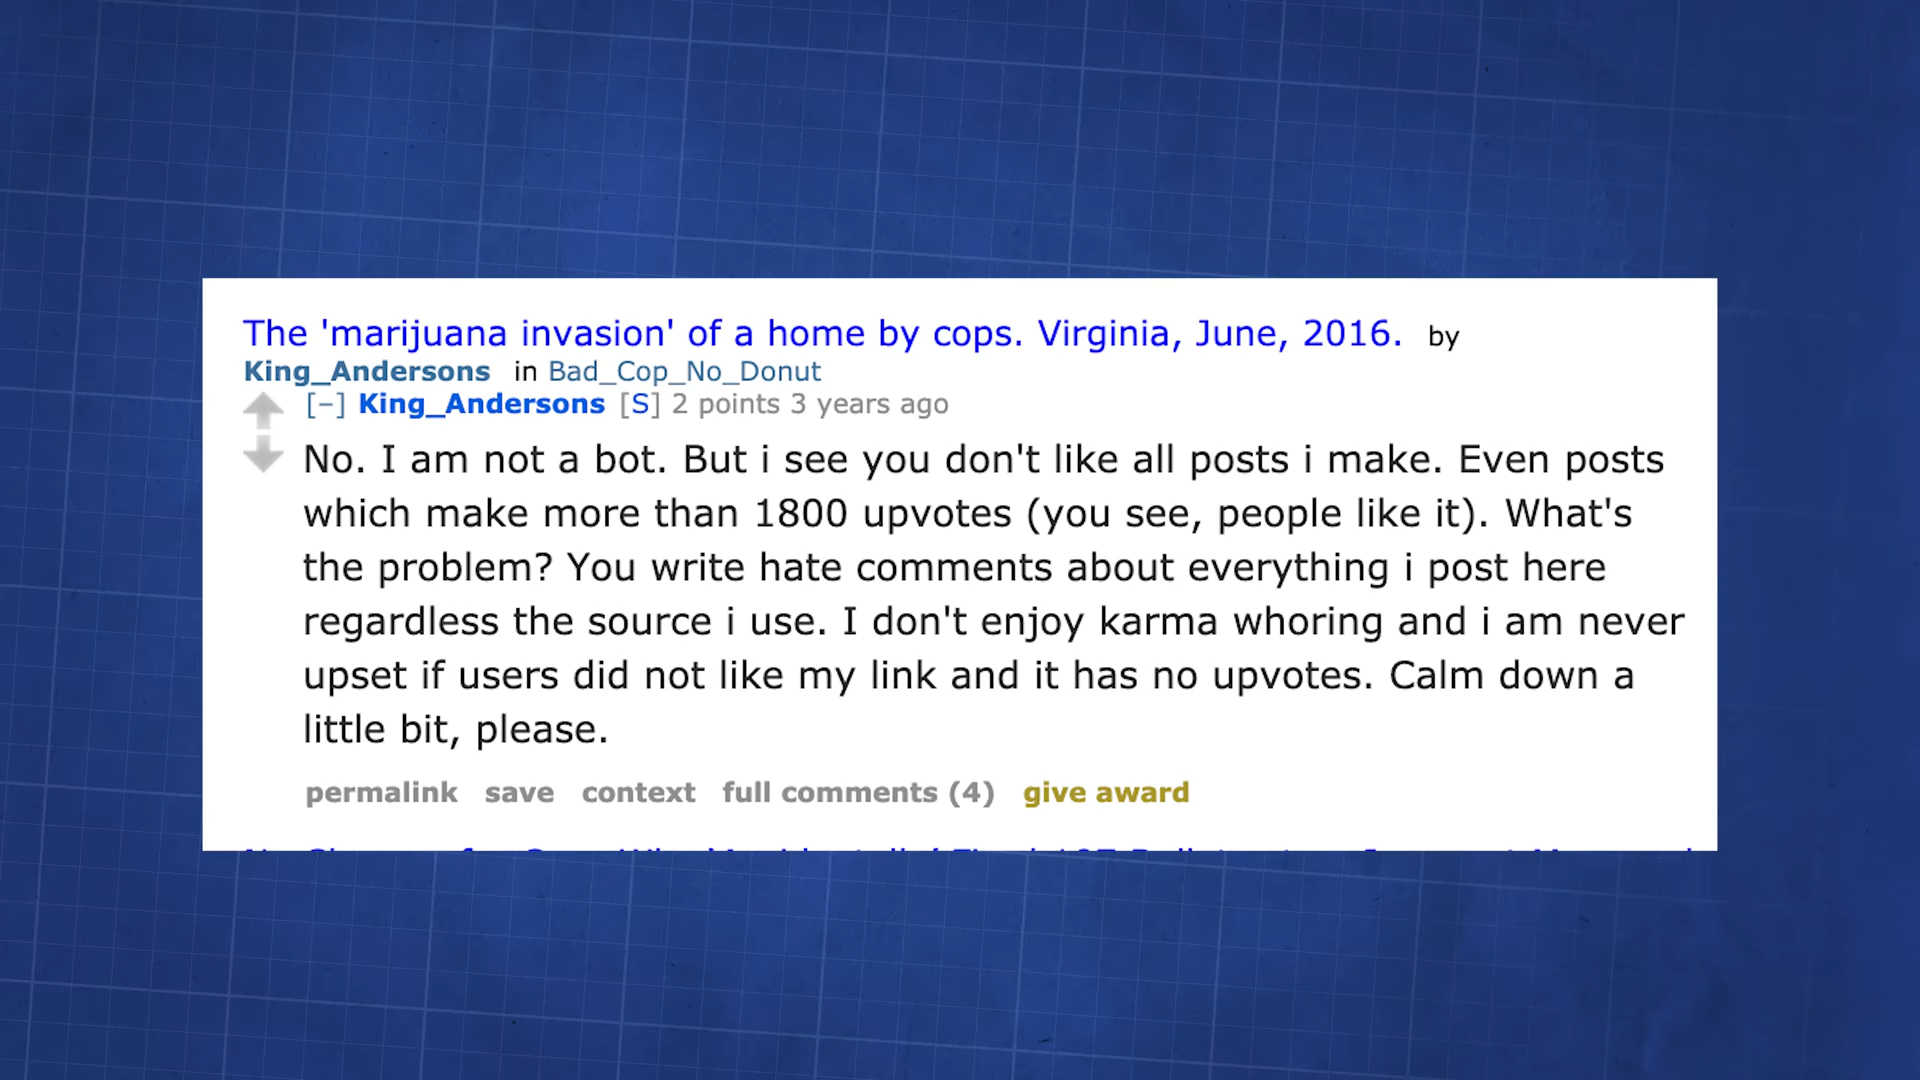 The 'marijuana invasion' of a home by cops. Virginia, June, 2016. by
King_Andersons in Bad_Cop_No_Donut
[–] King_Andersons [S] 2 points 3 years ago
No. I am not a bot. But i see you don't like all posts i make. Even posts
which make more than 1800 upvotes (you see, people like it). What's
the problem? You write hate comments about everything i post here
regardless the source i use. I don't enjoy karma whoring and i am never
upset if users did not like my link and it has no upvotes. Calm down a
little bit, please.
permalink save context full comments (4) give award